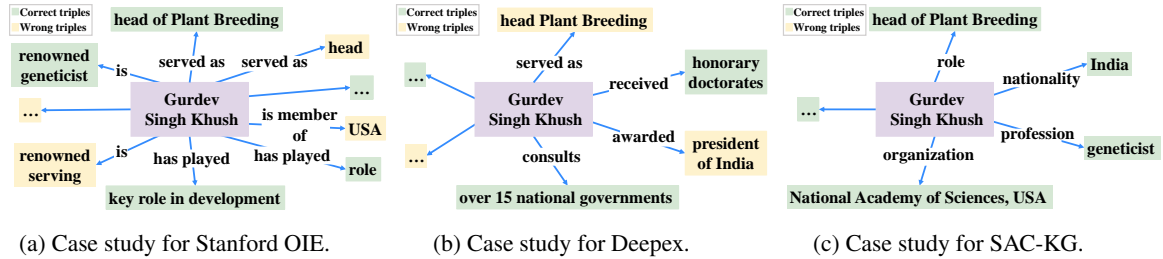 Correct triples
Wrong triples
head of Plant Breeding
renowned
geneticist
is
served as
served as
head
...
Gurdev
Singh Khush
...
is member
of
USA
renowned
serving
is
has played
has played
role
key role in development
(a) Case study for Stanford OIE.
Correct triples
Wrong triples
head Plant Breeding
...
served as
received
honorary
doctorates
Gurdev
Singh Khush
...
awarded
president
of India
consults
over 15 national governments
(b) Case study for Deepex.
Correct triples
Wrong triples
head of Plant Breeding
role
India
nationality
...
Gurdev
Singh Khush
profession
geneticist
organization
National Academy of Sciences, USA
(c) Case study for SAC-KG.